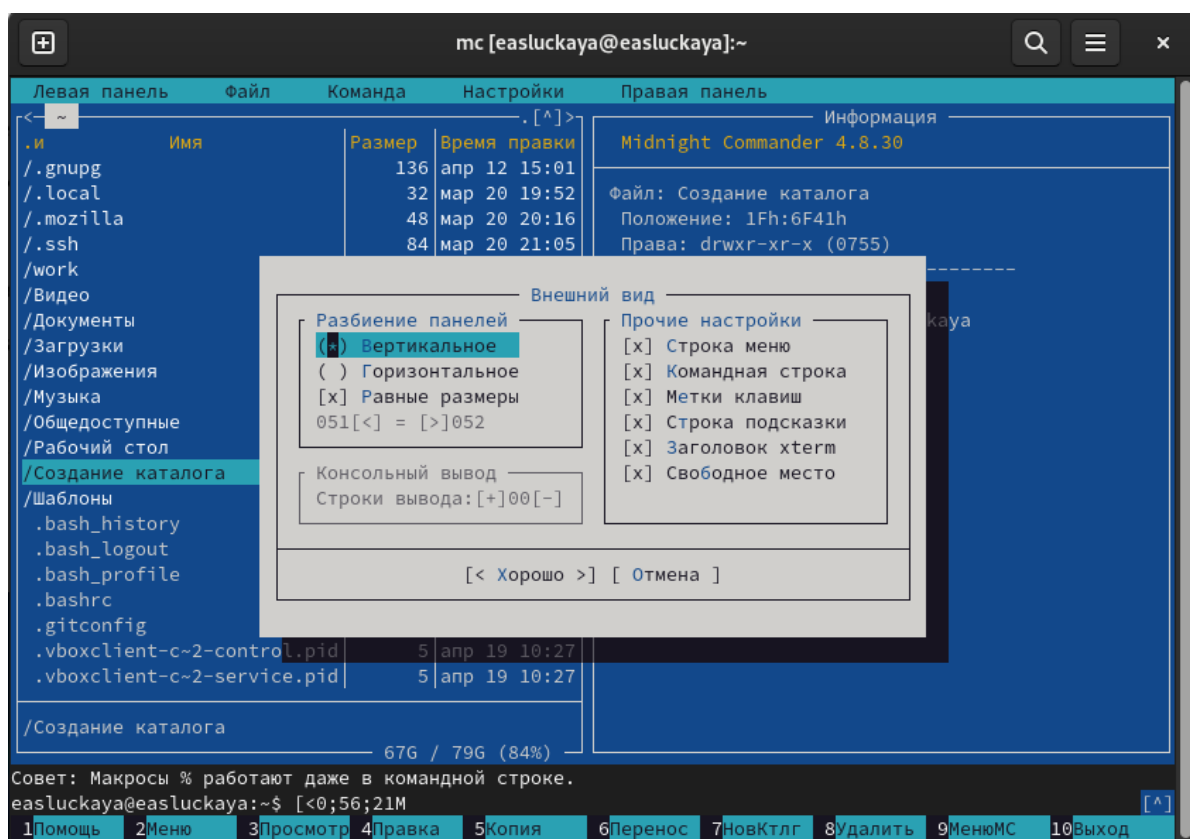 mc [easluckaya@easluckaya]:~
Левая панель Файл Команда Настройки Правая панель
<─ ~ .[^]>
.и Имя Размер Время правки
/.gnupg 136 апр 12 15:01
/.local 32 мар 20 19:52
/.mozilla 48 мар 20 20:16
/.ssh 84 мар 20 21:05
/work
/Видео
/Документы
/Загрузки
/Изображения
/Музыка
/Общедоступные
/Рабочий стол
/Создание каталога
/Шаблоны
.bash_history
.bash_logout
.bash_profile
.bashrc
.gitconfig
.vboxclient-c~2-control.pid 5 апр 19 10:27
.vboxclient-c~2-service.pid 5 апр 19 10:27
/Создание каталога
67G / 79G (84%)
Информация
Midnight Commander 4.8.30
Файл: Создание каталога
Положение: 1Fh:6F41h
Права: drwxr-xr-x (0755)
--------
kaya
Внешний вид
Разбиение панелей
(*) Вертикальное
( ) Горизонтальное
[x] Равные размеры
051[<] = [>]052
Консольный вывод
Строки вывода:[+]00[-]
Прочие настройки
[x] Строка меню
[x] Командная строка
[x] Метки клавиш
[x] Строка подсказки
[x] Заголовок xterm
[x] Свободное место
[< Хорошо >] [ Отмена ]
Совет: Макросы % работают даже в командной строке.
easluckaya@easluckaya:~$ [<0;56;21M [^]
1Помощь 2Меню 3Просмотр 4Правка 5Копия 6Перенос 7НовКтлг 8Удалить 9МенюМС 10Выход